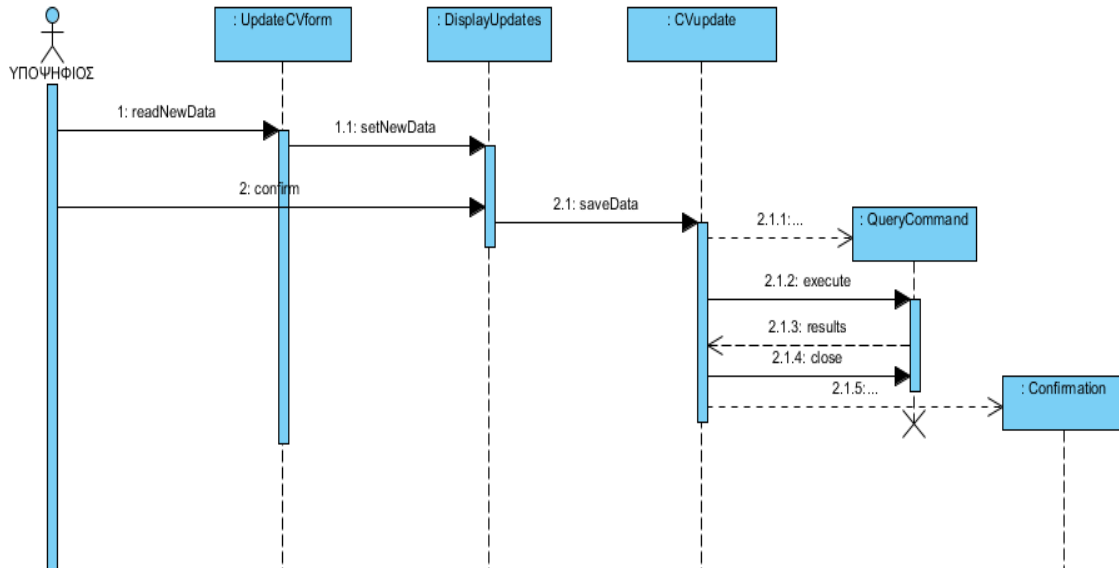 : UpdateCVform
: DisplayUpdates
: CVupdate
ΥΠΟΨΗΦΙΟΣ
1: readNewData
1.1: setNewData
2: confirm
2.1: saveData
2.1.1:...
: QueryCommand
2.1.2: execute
2.1.3: results
2.1.4: close
2.1.5:...
: Confirmation